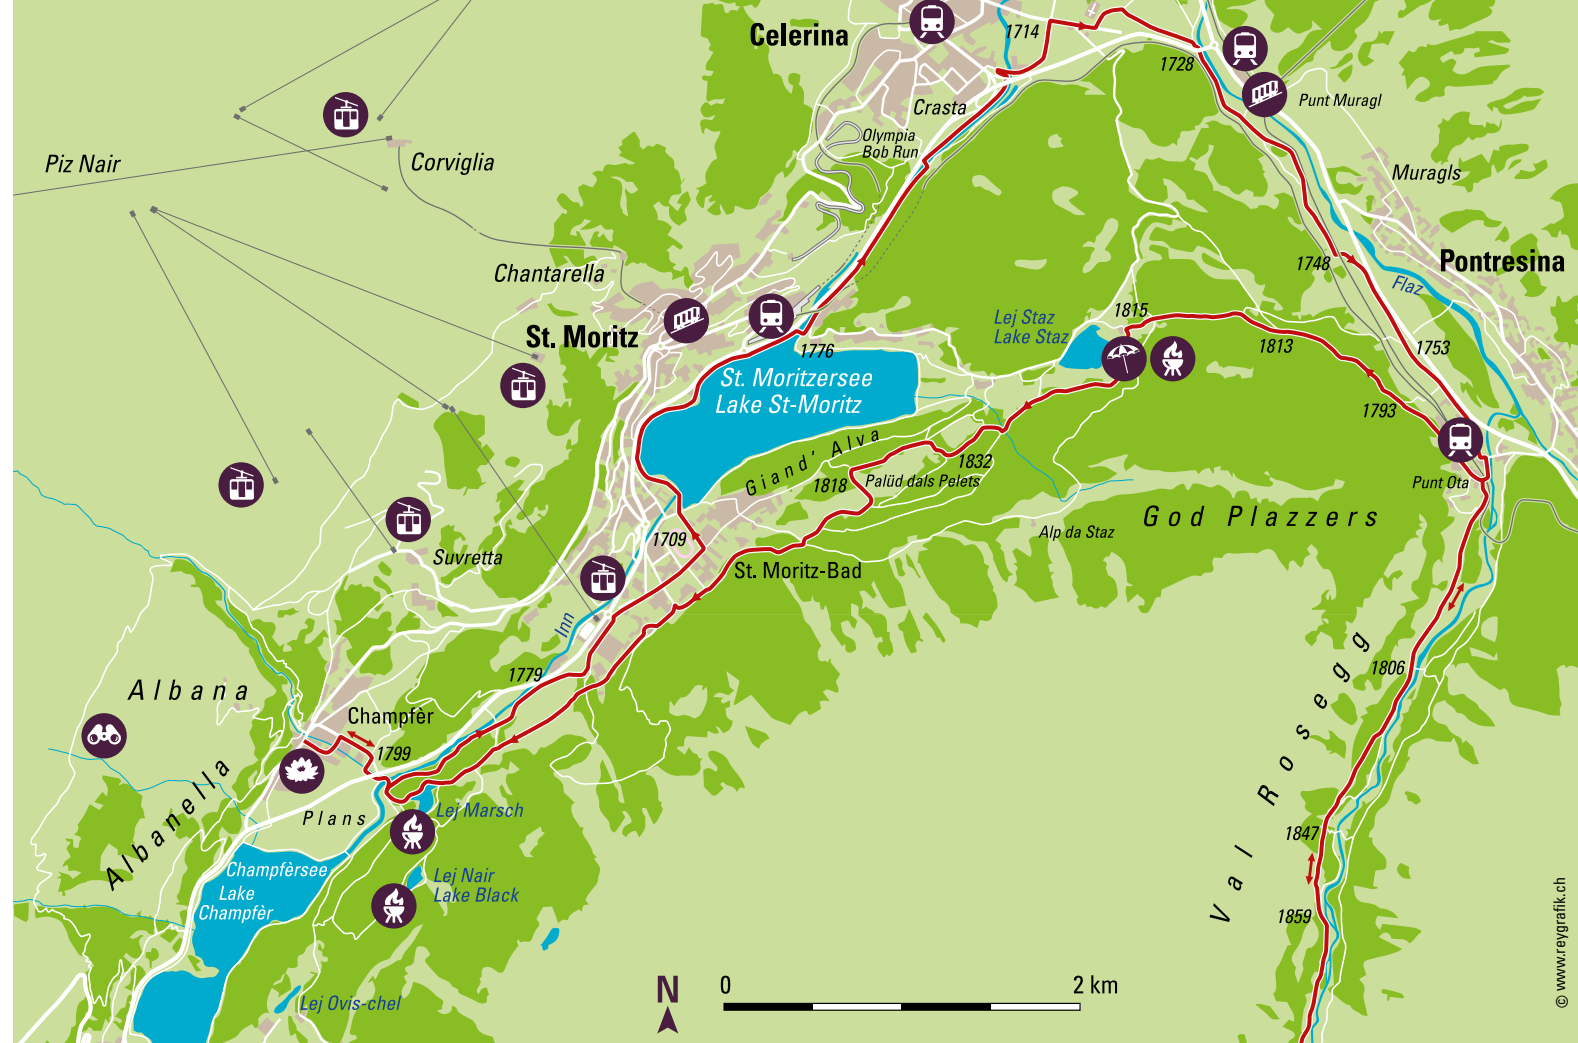 Celerina
1714
1728
Crasta
Punt Muragl
Olympia
Bob Run
Piz Nair
Corviglia
Muragls
Chantarella
1748
Pontresina
Flaz
St. Moritz
Lej Staz
Lake Staz
1815
1776
1813
1753
St. Moritzersee
Lake St-Moritz
1793
Giand' Alva
1832
1818
Palüd dals Pelets
Punt Ota
God Plazzers
Alp da Staz
1709
Suvretta
St. Moritz-Bad
Inn
1779
1806
Albana
Champfèr
1799
Val Rosegg
Albanella
Plans
Lej Marsch
1847
Champfèrsee
Lake
Champfèr
Lej Nair
Lake Black
1859
Lej Ovis-chel
N
0
2 km
© www.reygrafik.ch